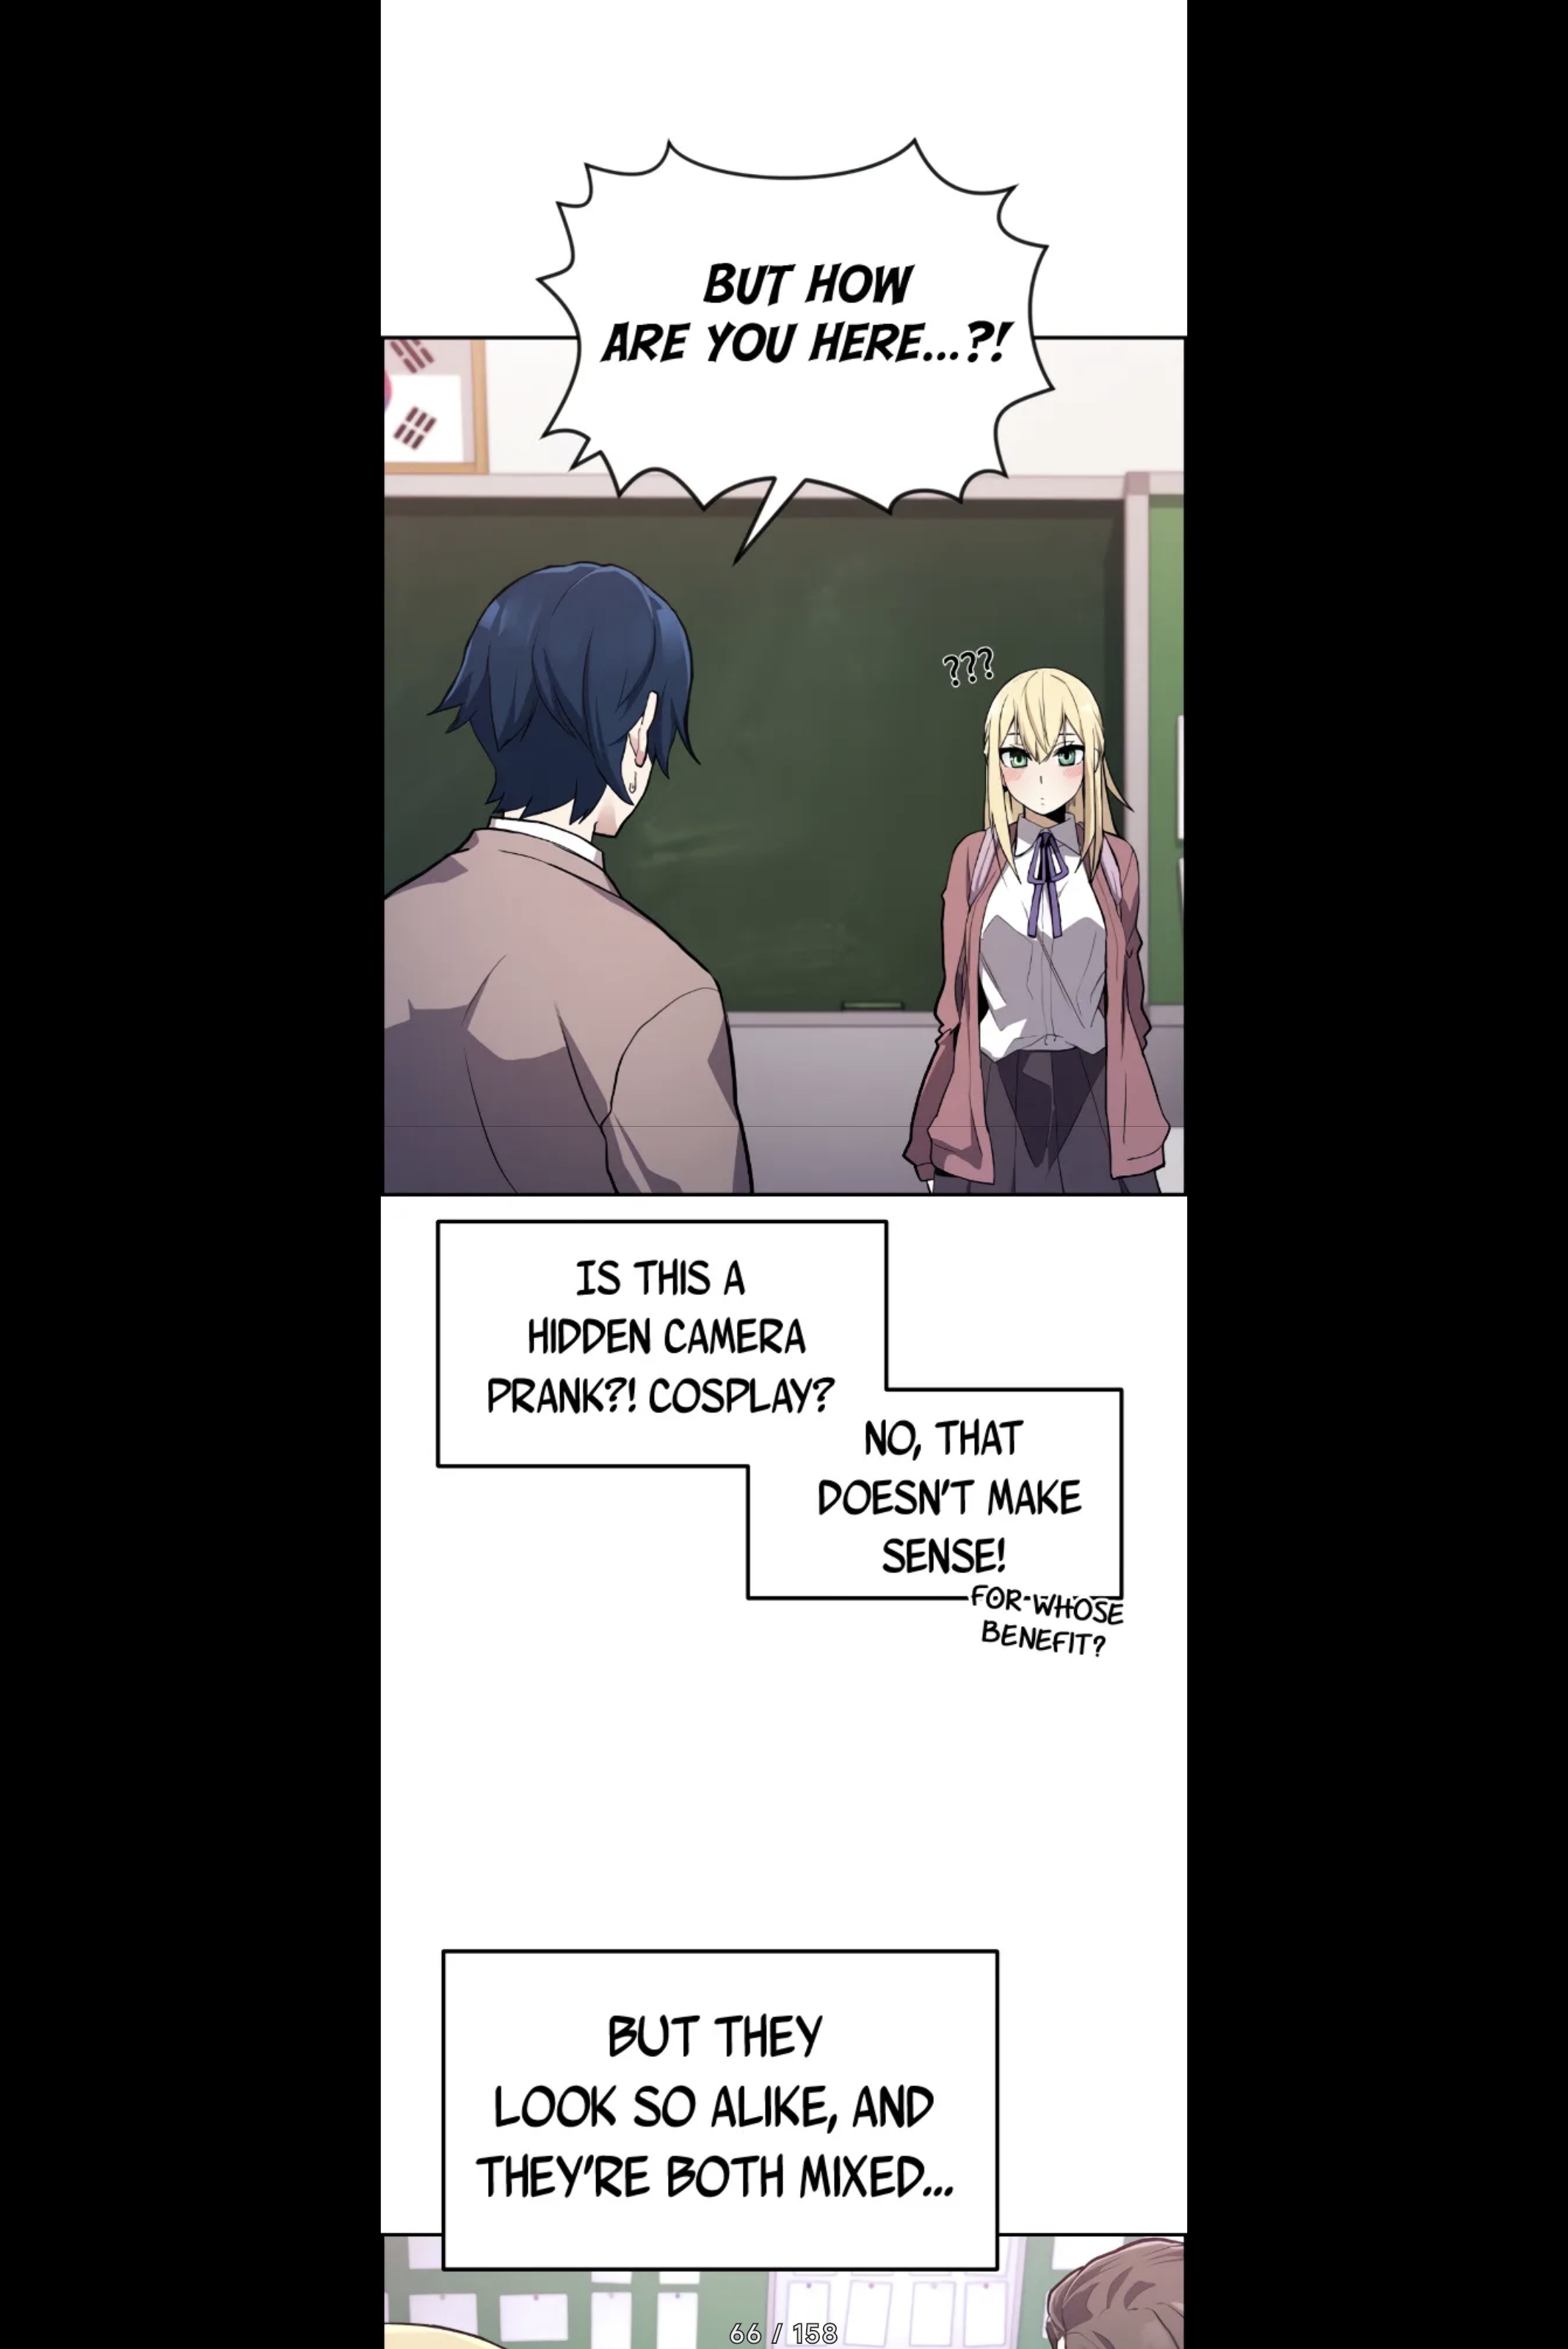 BUT HOW
ARE YOU HERE...?!
???
IS THIS A
HIDDEN CAMERA
PRANK?! COSPLAY?
NO, THAT
DOESN'T MAKE
SENSE!
FOR WHOSE
BENEFIT?
BUT THEY
LOOK SO ALIKE, AND
THEY'RE BOTH MIXED...
66 / 158